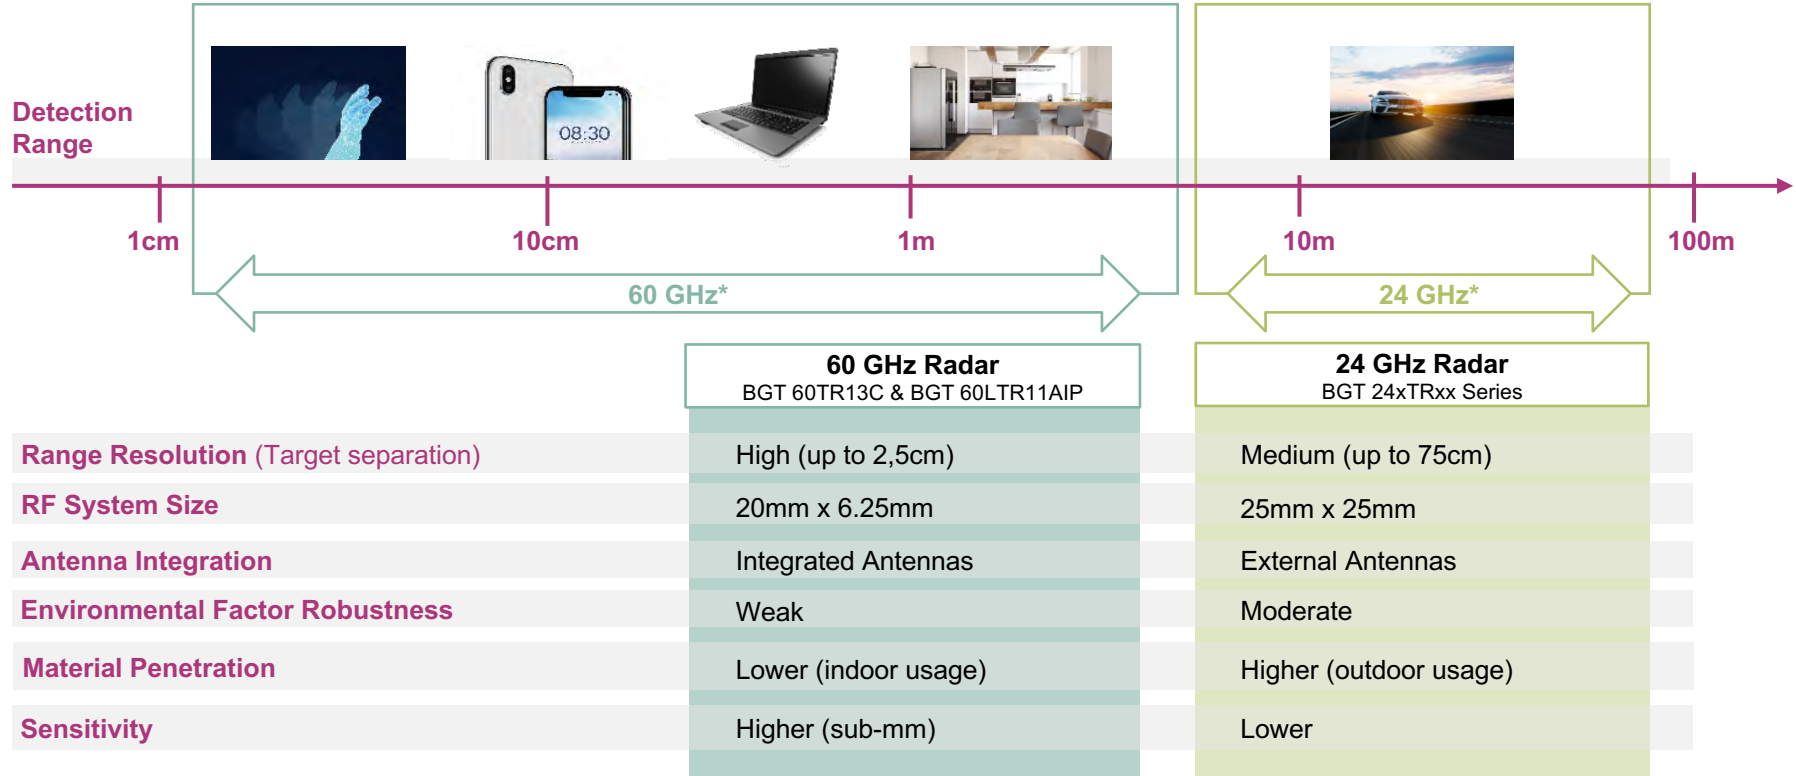 Detection
Range
08:30
1cm
10cm
1m
10m
100m
60 GHz*
24 GHz*
60 GHz Radar
BGT 60TR13C & BGT 60LTR11AIP
24 GHz Radar
BGT 24xTRxx Series
Range Resolution (Target separation)
High (up to 2,5cm)
Medium (up to 75cm)
RF System Size
20mm x 6.25mm
25mm x 25mm
Antenna Integration
Integrated Antennas
External Antennas
Environmental Factor Robustness
Weak
Moderate
Material Penetration
Lower (indoor usage)
Higher (outdoor usage)
Sensitivity
Higher (sub-mm)
Lower